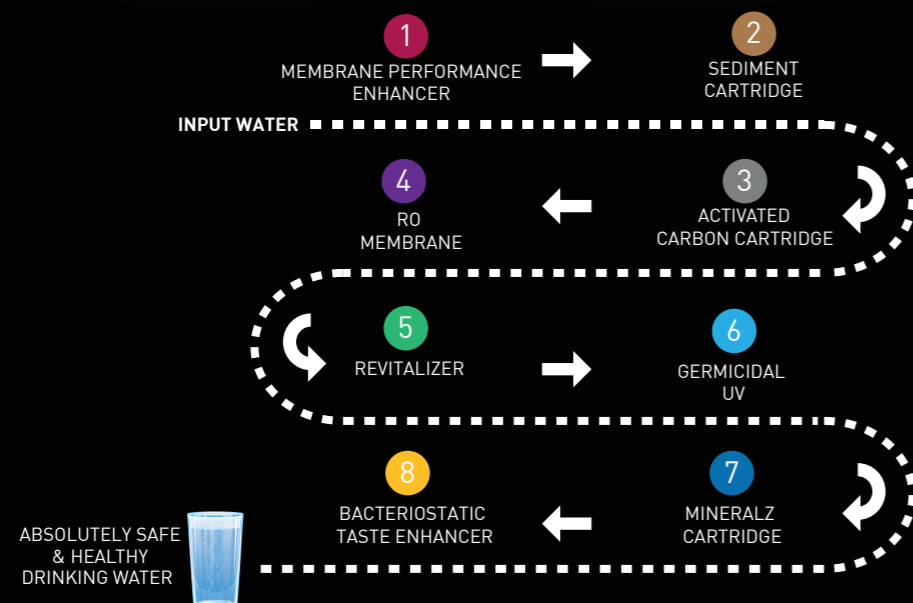 1
MEMBRANE PERFORMANCE
ENHANCER
2
SEDIMENT
CARTRIDGE
INPUT WATER
3
ACTIVATED
CARBON CARTRIDGE
4
RO
MEMBRANE
5
REVITALIZER
6
GERMICIDAL
UV
7
MINERALZ
CARTRIDGE
8
BACTERIOSTATIC
TASTE ENHANCER
ABSOLUTELY SAFE
& HEALTHY
DRINKING WATER